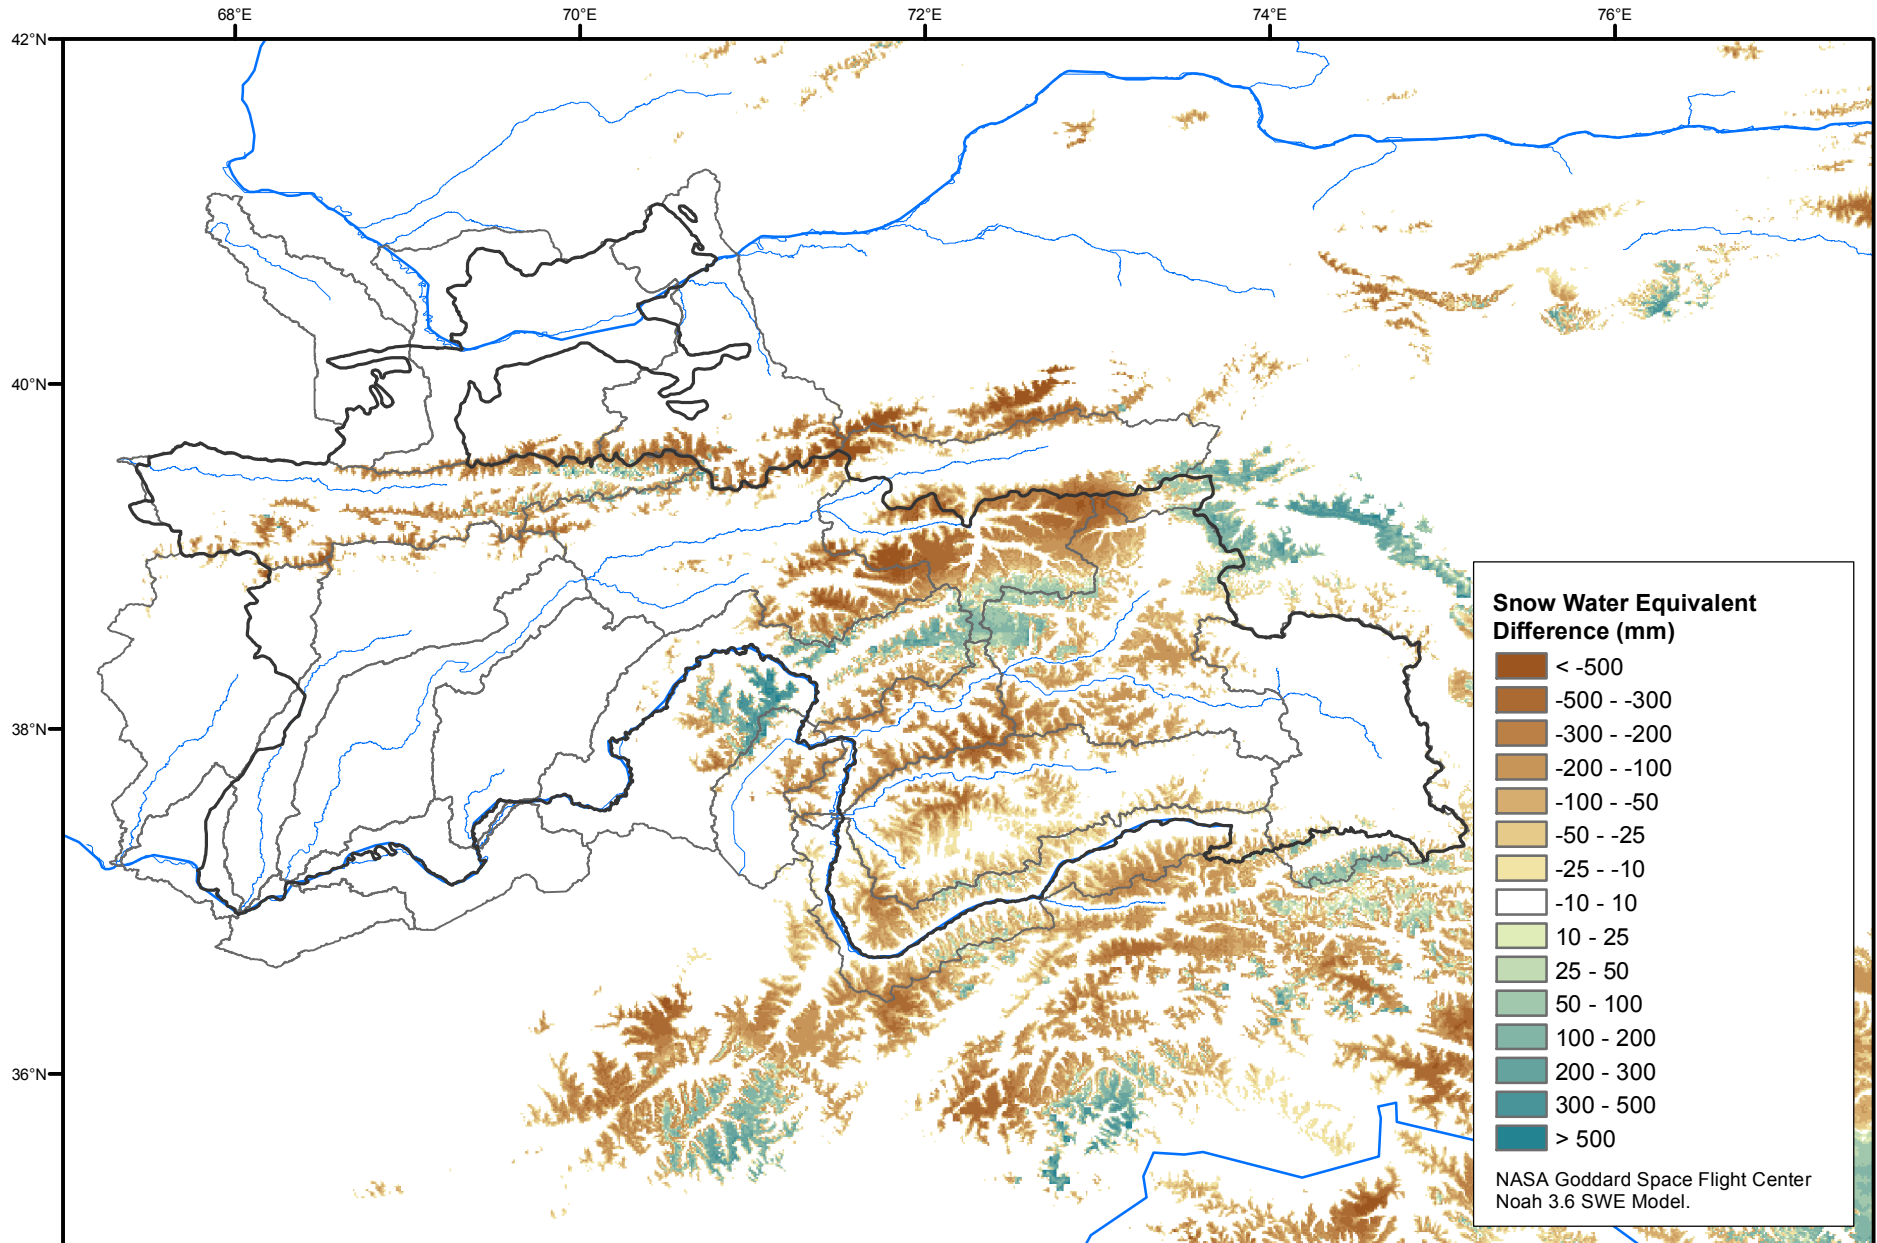 68°E
70°E
72°E
74°E
76°E
42°N
40°N
38°N
36°N
Snow Water Equivalent
Difference (mm)
< -500
-500 - -300
-300 - -200
-200 - -100
-100 - -50
-50 - -25
-25 - -10
-10 - 10
10 - 25
25 - 50
50 - 100
100 - 200
200 - 300
300 - 500
> 500
NASA Goddard Space Flight Center
Noah 3.6 SWE Model.